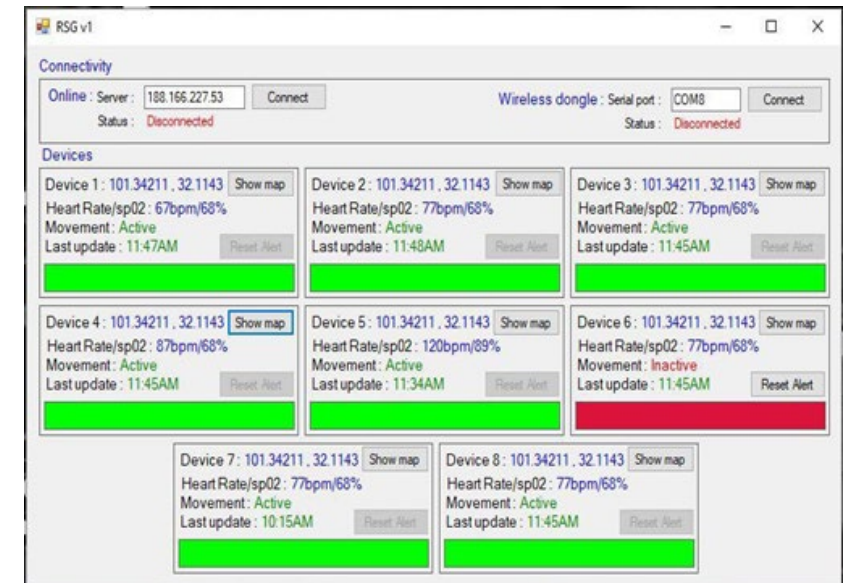 RSG v1
Connectivity
Online : Server : 188.166.227.53 Connect Wireless dongle : Serial port : COM8 Connect
Status : Disconnected Status : Disconnected
Devices
Device 1 : 101.34211 , 32.1143 Show map
Heart Rate/sp02 : 67bpm/68%
Movement : Active
Last update : 11:47AM Reset Alert
Device 2 : 101.34211 , 32.1143 Show map
Heart Rate/sp02 : 77bpm/68%
Movement : Active
Last update : 11:48AM Reset Alert
Device 3 : 101.34211 , 32.1143 Show map
Heart Rate/sp02 : 77bpm/68%
Movement : Active
Last update : 11:45AM Reset Alert
Device 4 : 101.34211 , 32.1143 Show map
Heart Rate/sp02 : 87bpm/68%
Movement : Active
Last update : 11:45AM Reset Alert
Device 5 : 101.34211 , 32.1143 Show map
Heart Rate/sp02 : 120bpm/89%
Movement : Active
Last update : 11:34AM Reset Alert
Device 6 : 101.34211 , 32.1143 Show map
Heart Rate/sp02 : 77bpm/68%
Movement : Inactive
Last update : 11:45AM Reset Alert
Device 7 : 101.34211 , 32.1143 Show map
Heart Rate/sp02 : 77bpm/68%
Movement : Active
Last update : 10:15AM Reset Alert
Device 8 : 101.34211 , 32.1143 Show map
Heart Rate/sp02 : 77bpm/68%
Movement : Active
Last update : 11:45AM Reset Alert